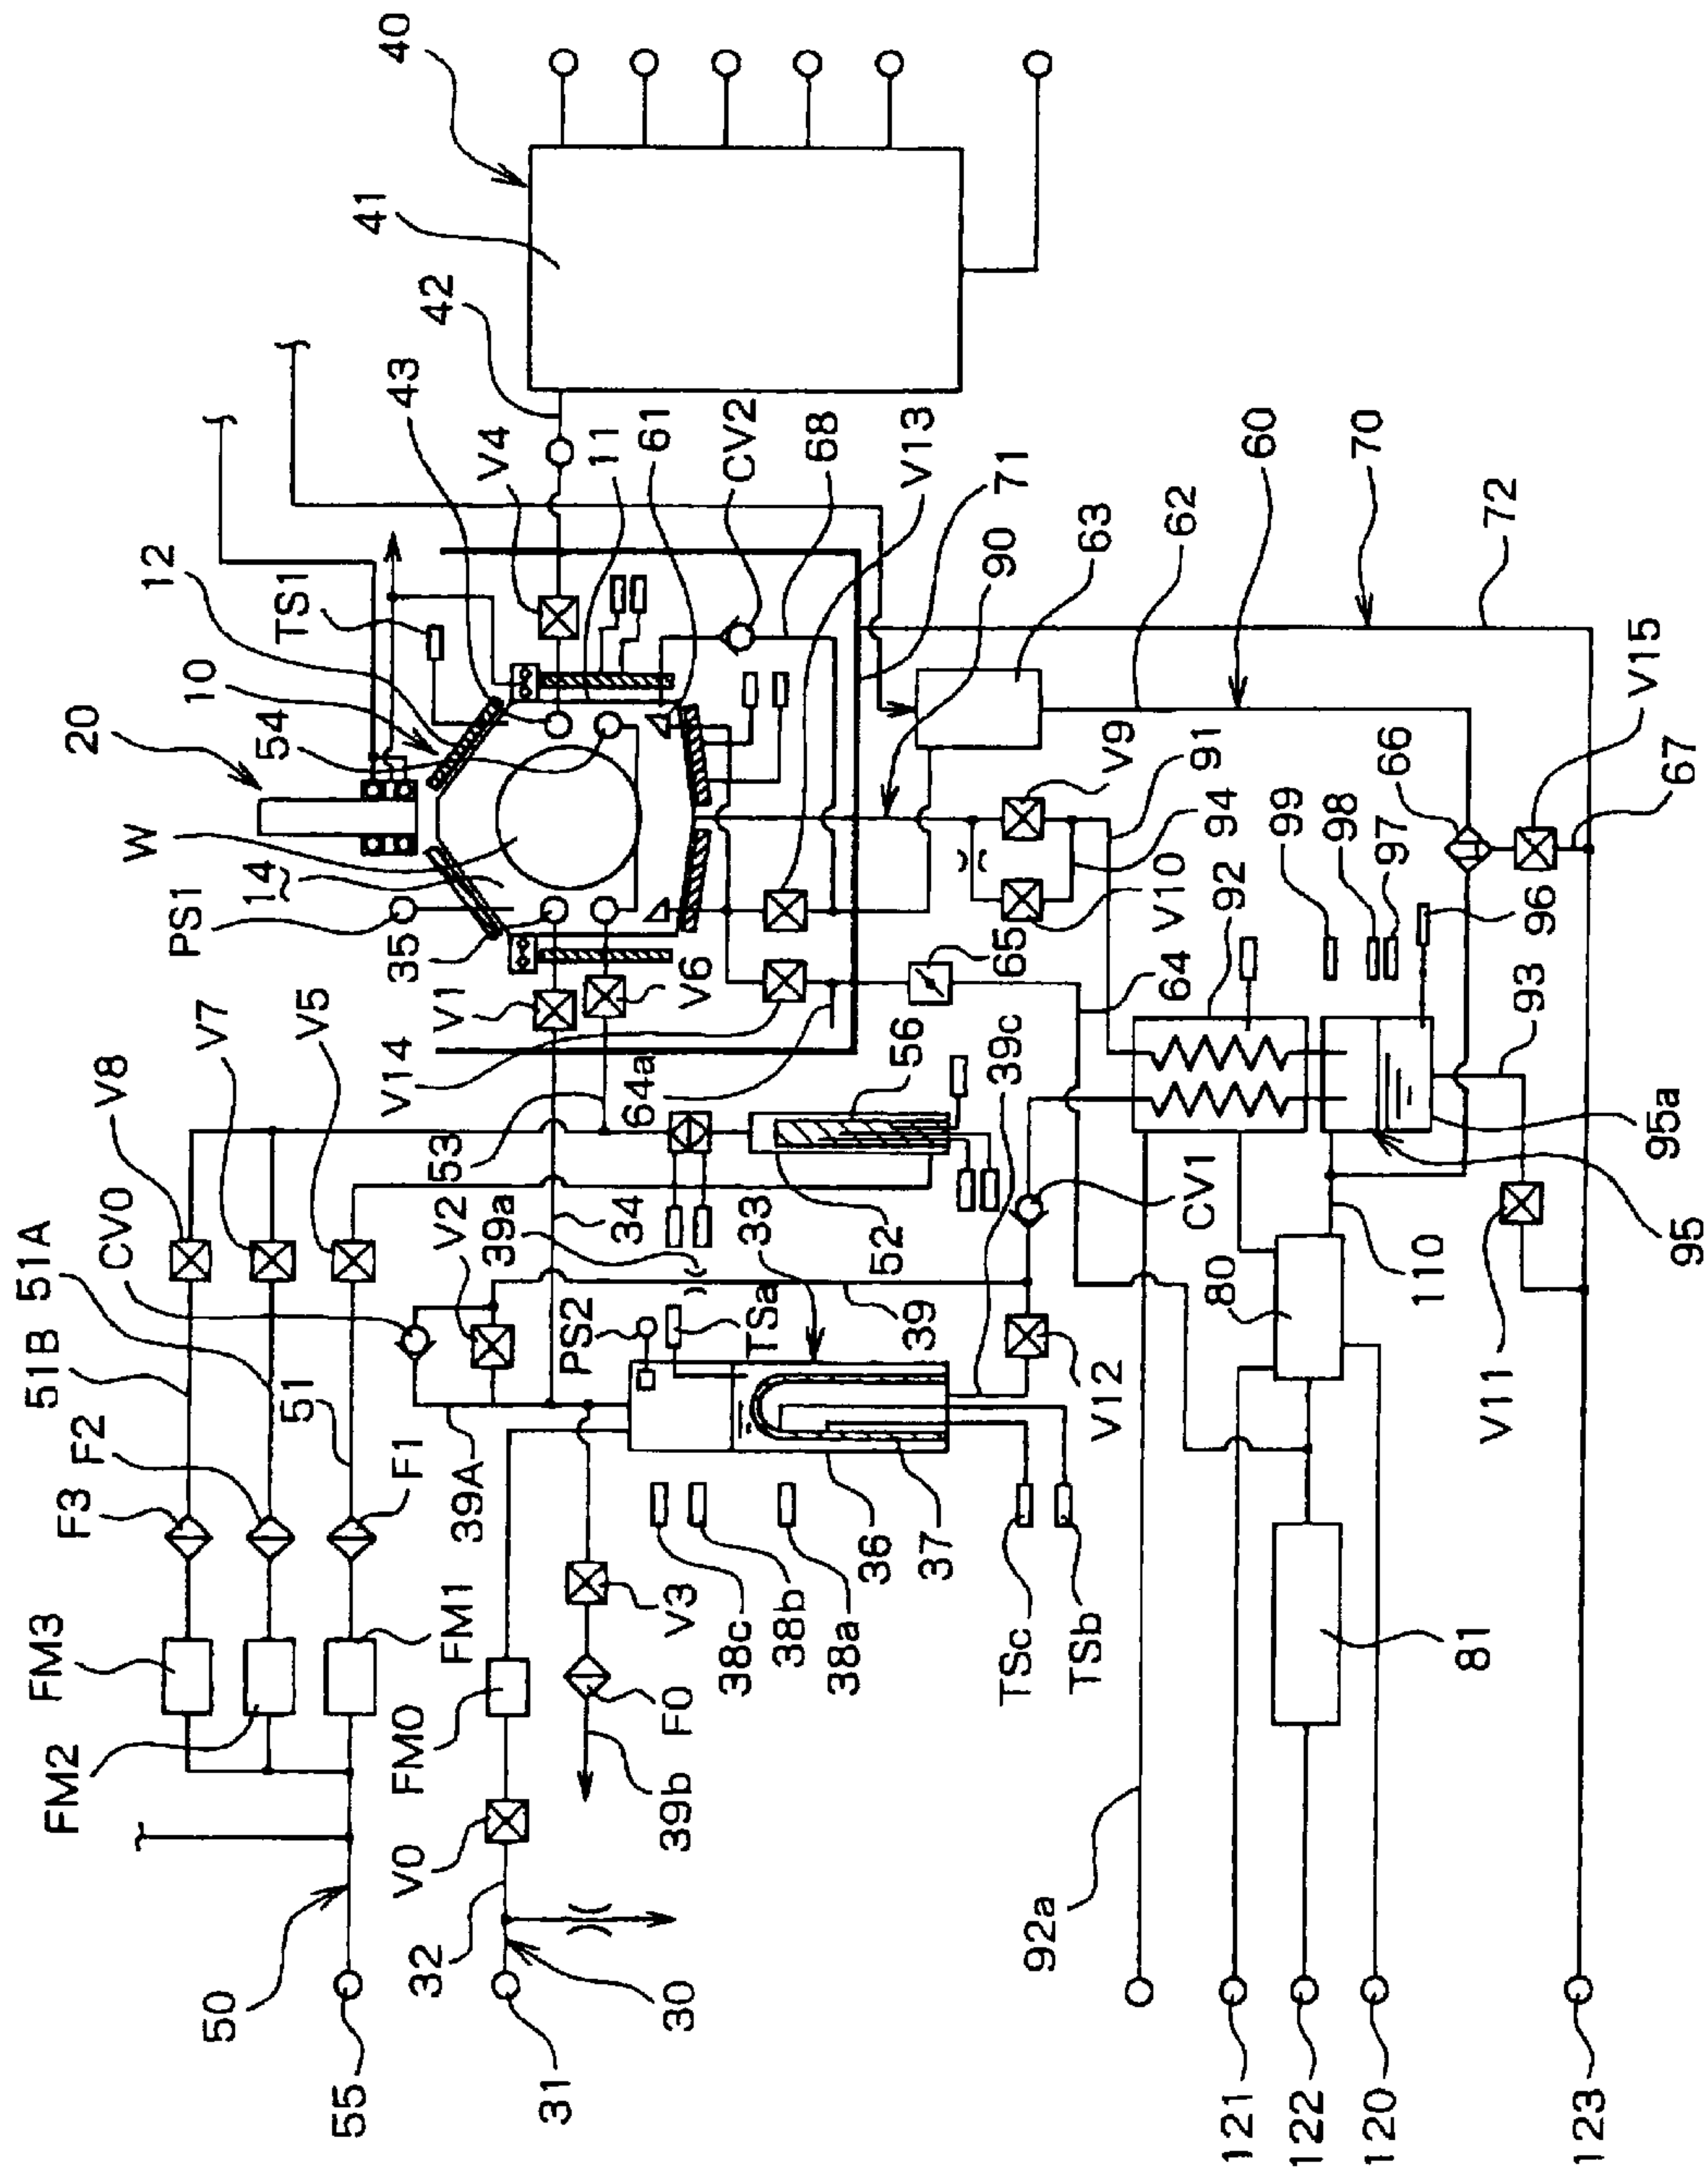 20
W
14
PS1
35
V1
V6
V14
64a
53
34
39a
33
52
56
39c
V8
V7
V5
CV0
51A
51B
51
V2
PS2
TSa
39
V12
CV1
F3
F2
F1
39A
38c
38b
38a
36
37
TSc
TSb
FM3
FM2
FM1
FM0
V0
V3
F0
39b
50
55
32
31
30
54
10
12
TS1
43
V4
11
61
CV2
68
V13
71
90
42
41
40
63
62
60
70
72
V9
91
94
V10
92
64
65
99
98
97
96
66
V15
67
93
95a
95
110
80
V11
81
92a
121
122
120
123